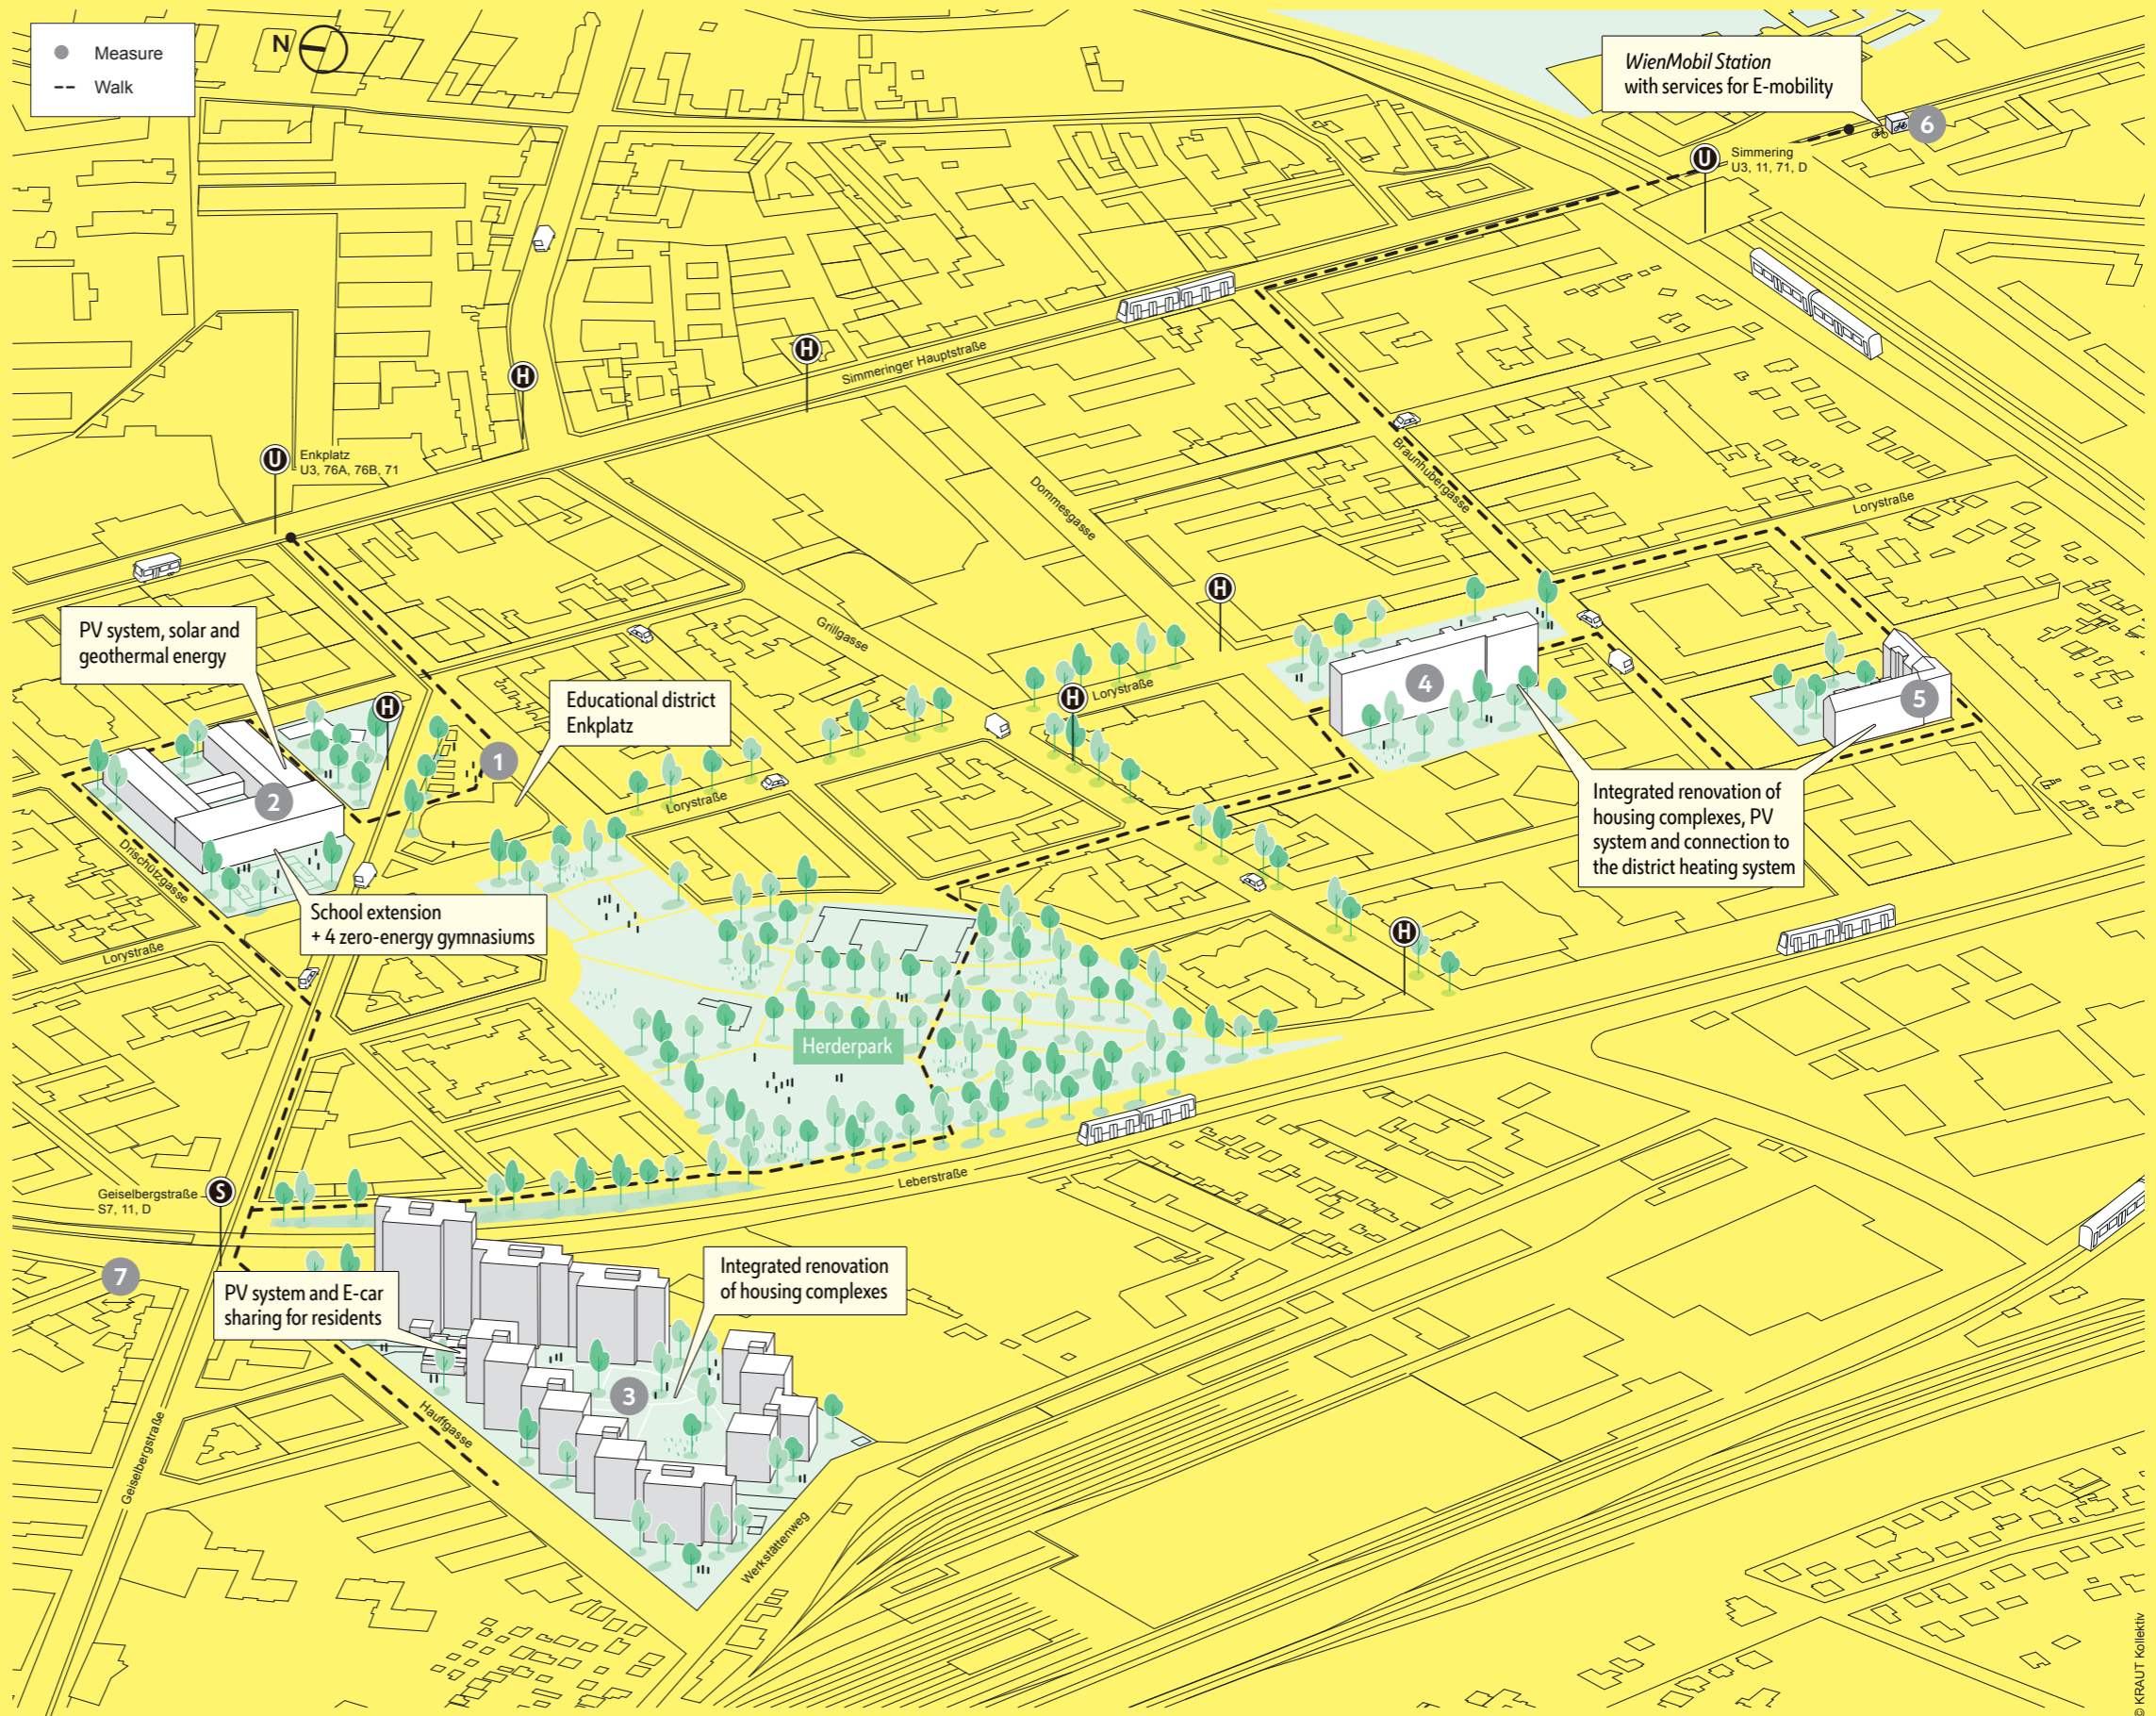 Measure
Walk
N
WienMobil Station
with services for E-mobility
6
U
Simmering
U3, 11, 71, D
H
Simmeringer Hauptstraße
H
U
Enkplatz
U3, 76A, 76B, 71
Braunhubergasse
Dommesgasse
Lorystraße
H
PV system, solar and
geothermal energy
Grillgasse
Educational district
Enkplatz
H
H
Lorystraße
4
5
1
2
Lorystraße
Integrated renovation of
housing complexes, PV
system and connection to
the district heating system
Drischützgasse
School extension
+ 4 zero-energy gymnasiums
Lorystraße
H
Herderpark
Geiselbergstraße
S7, 11, D
S
Leberstraße
7
PV system and E-car
sharing for residents
Integrated renovation
of housing complexes
3
Hauffgasse
Geiselbergstraße
Werkstättenweg
© KRAUT Kollektiv